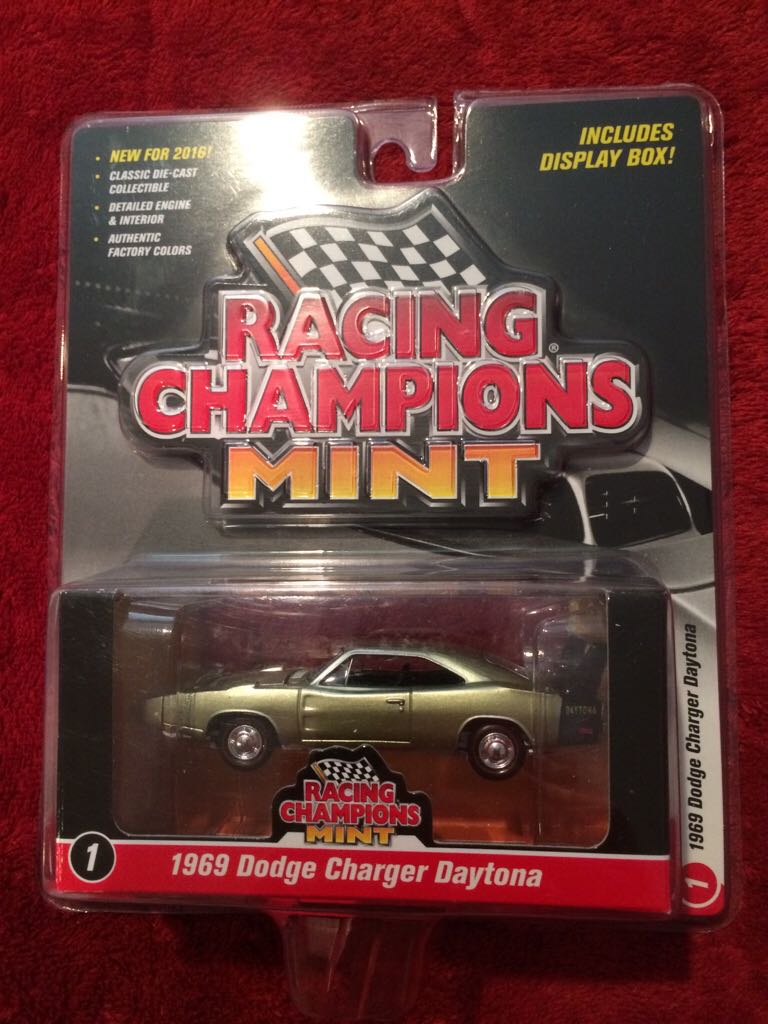 • NEW FOR 2016!
• CLASSIC DIE-CAST
COLLECTIBLE
• DETAILED ENGINE
& INTERIOR
• AUTHENTIC
FACTORY COLORS
INCLUDES
DISPLAY BOX!
RACING
CHAMPIONS®
MINT
DAYTONA
RACING
CHAMPIONS
MINT
1
1969 Dodge Charger Daytona
1 1969 Dodge Charger Daytona